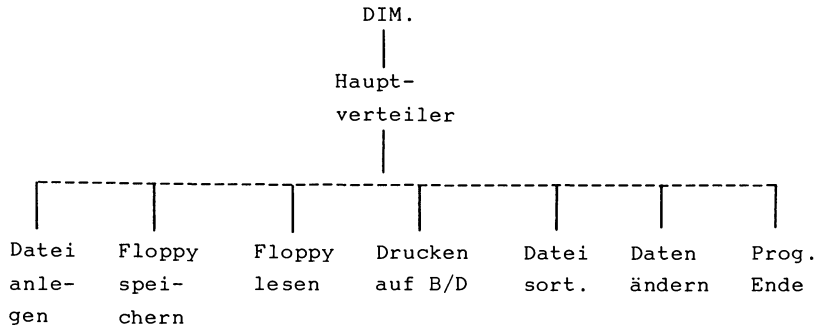 DIM.
Haupt-
verteiler
Datei Floppy Floppy Drucken Datei Daten Prog.
anle- spei- lesen auf B/D sort. ändern Ende
gen chern